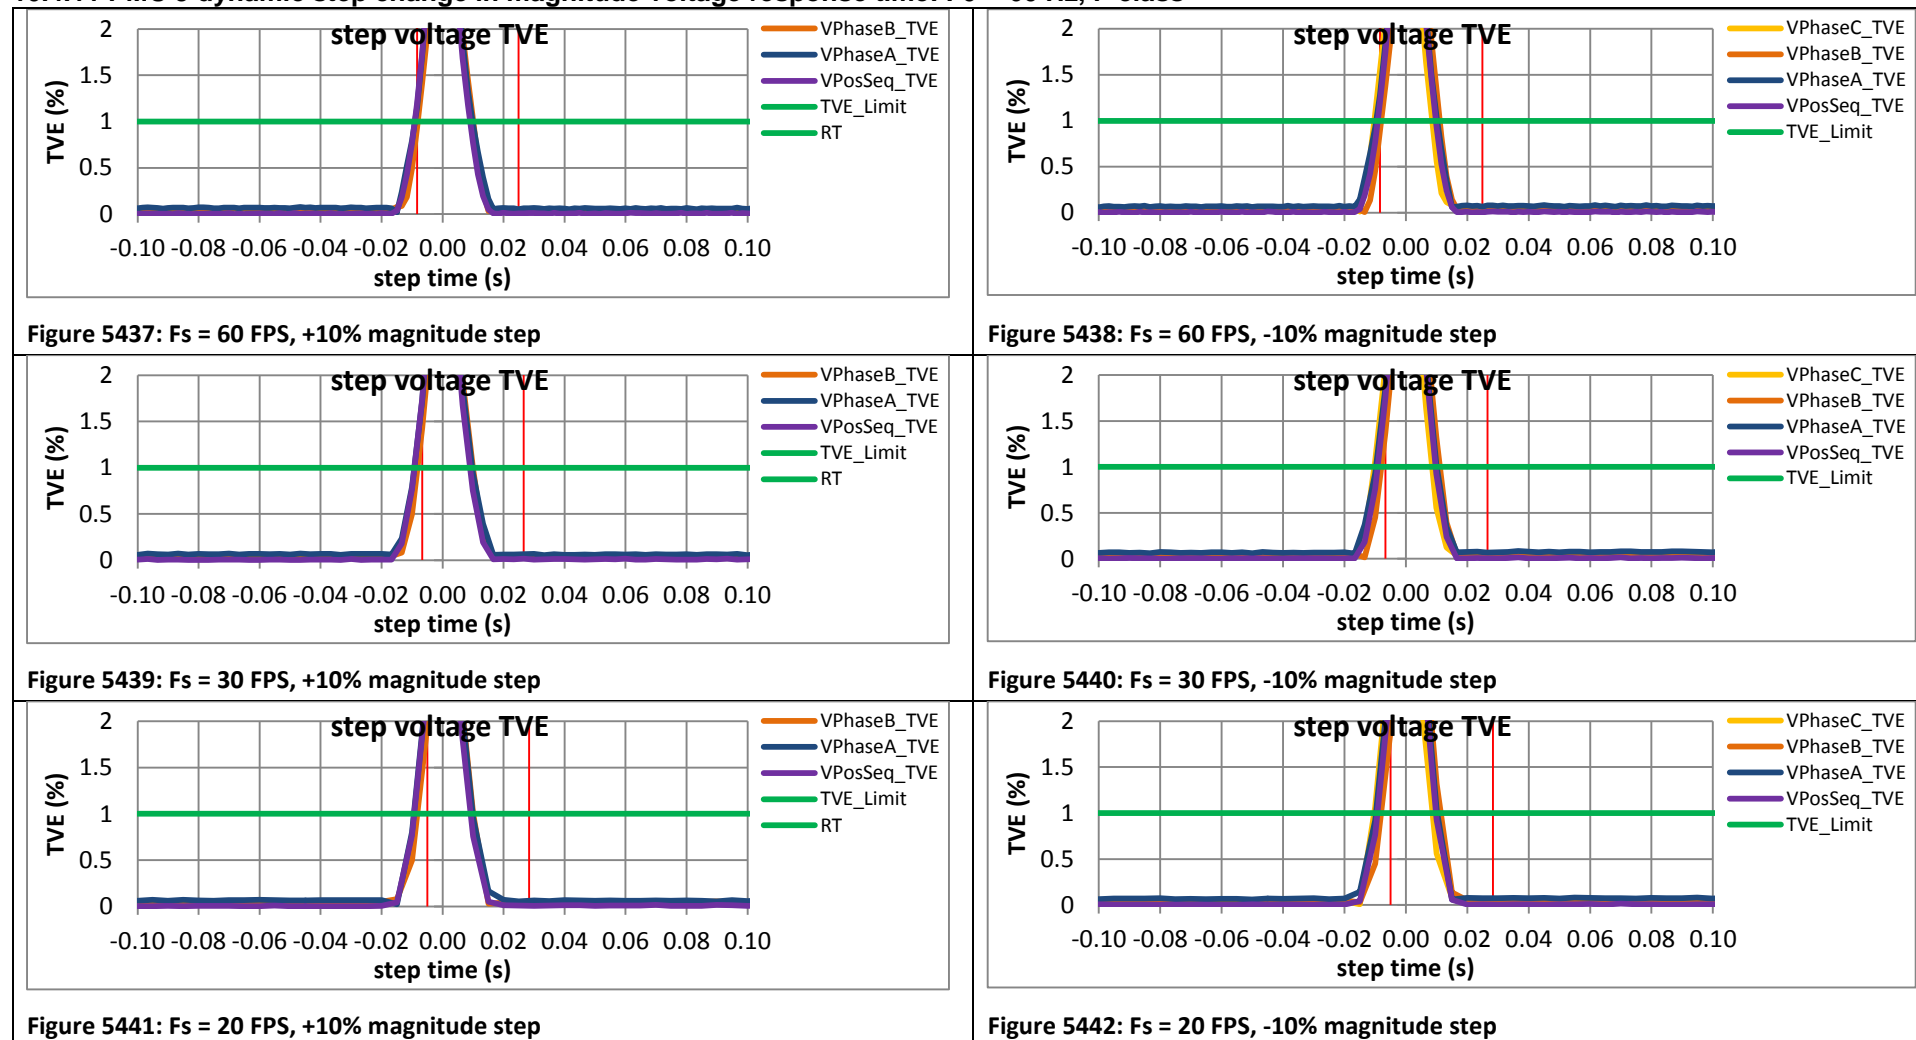 step voltage TVE
TVE (%)
2
1.5
1
0.5
0
-0.10 -0.08 -0.06 -0.04 -0.02 0.00 0.02 0.04 0.06 0.08 0.10
step time (s)
VPhaseB_TVE
VPhaseA_TVE
VPosSeq_TVE
TVE_Limit
RT
Figure 5437: Fs = 60 FPS, +10% magnitude step
step voltage TVE
TVE (%)
2
1.5
1
0.5
0
-0.10 -0.08 -0.06 -0.04 -0.02 0.00 0.02 0.04 0.06 0.08 0.10
step time (s)
VPhaseC_TVE
VPhaseB_TVE
VPhaseA_TVE
VPosSeq_TVE
TVE_Limit
Figure 5438: Fs = 60 FPS, -10% magnitude step
step voltage TVE
TVE (%)
2
1.5
1
0.5
0
-0.10 -0.08 -0.06 -0.04 -0.02 0.00 0.02 0.04 0.06 0.08 0.10
step time (s)
VPhaseB_TVE
VPhaseA_TVE
VPosSeq_TVE
TVE_Limit
RT
Figure 5439: Fs = 30 FPS, +10% magnitude step
step voltage TVE
TVE (%)
2
1.5
1
0.5
0
-0.10 -0.08 -0.06 -0.04 -0.02 0.00 0.02 0.04 0.06 0.08 0.10
step time (s)
VPhaseC_TVE
VPhaseB_TVE
VPhaseA_TVE
VPosSeq_TVE
TVE_Limit
Figure 5440: Fs = 30 FPS, -10% magnitude step
step voltage TVE
TVE (%)
2
1.5
1
0.5
0
-0.10 -0.08 -0.06 -0.04 -0.02 0.00 0.02 0.04 0.06 0.08 0.10
step time (s)
VPhaseB_TVE
VPhaseA_TVE
VPosSeq_TVE
TVE_Limit
RT
Figure 5441: Fs = 20 FPS, +10% magnitude step
step voltage TVE
TVE (%)
2
1.5
1
0.5
0
-0.10 -0.08 -0.06 -0.04 -0.02 0.00 0.02 0.04 0.06 0.08 0.10
step time (s)
VPhaseC_TVE
VPhaseB_TVE
VPhaseA_TVE
VPosSeq_TVE
TVE_Limit
Figure 5442: Fs = 20 FPS, -10% magnitude step